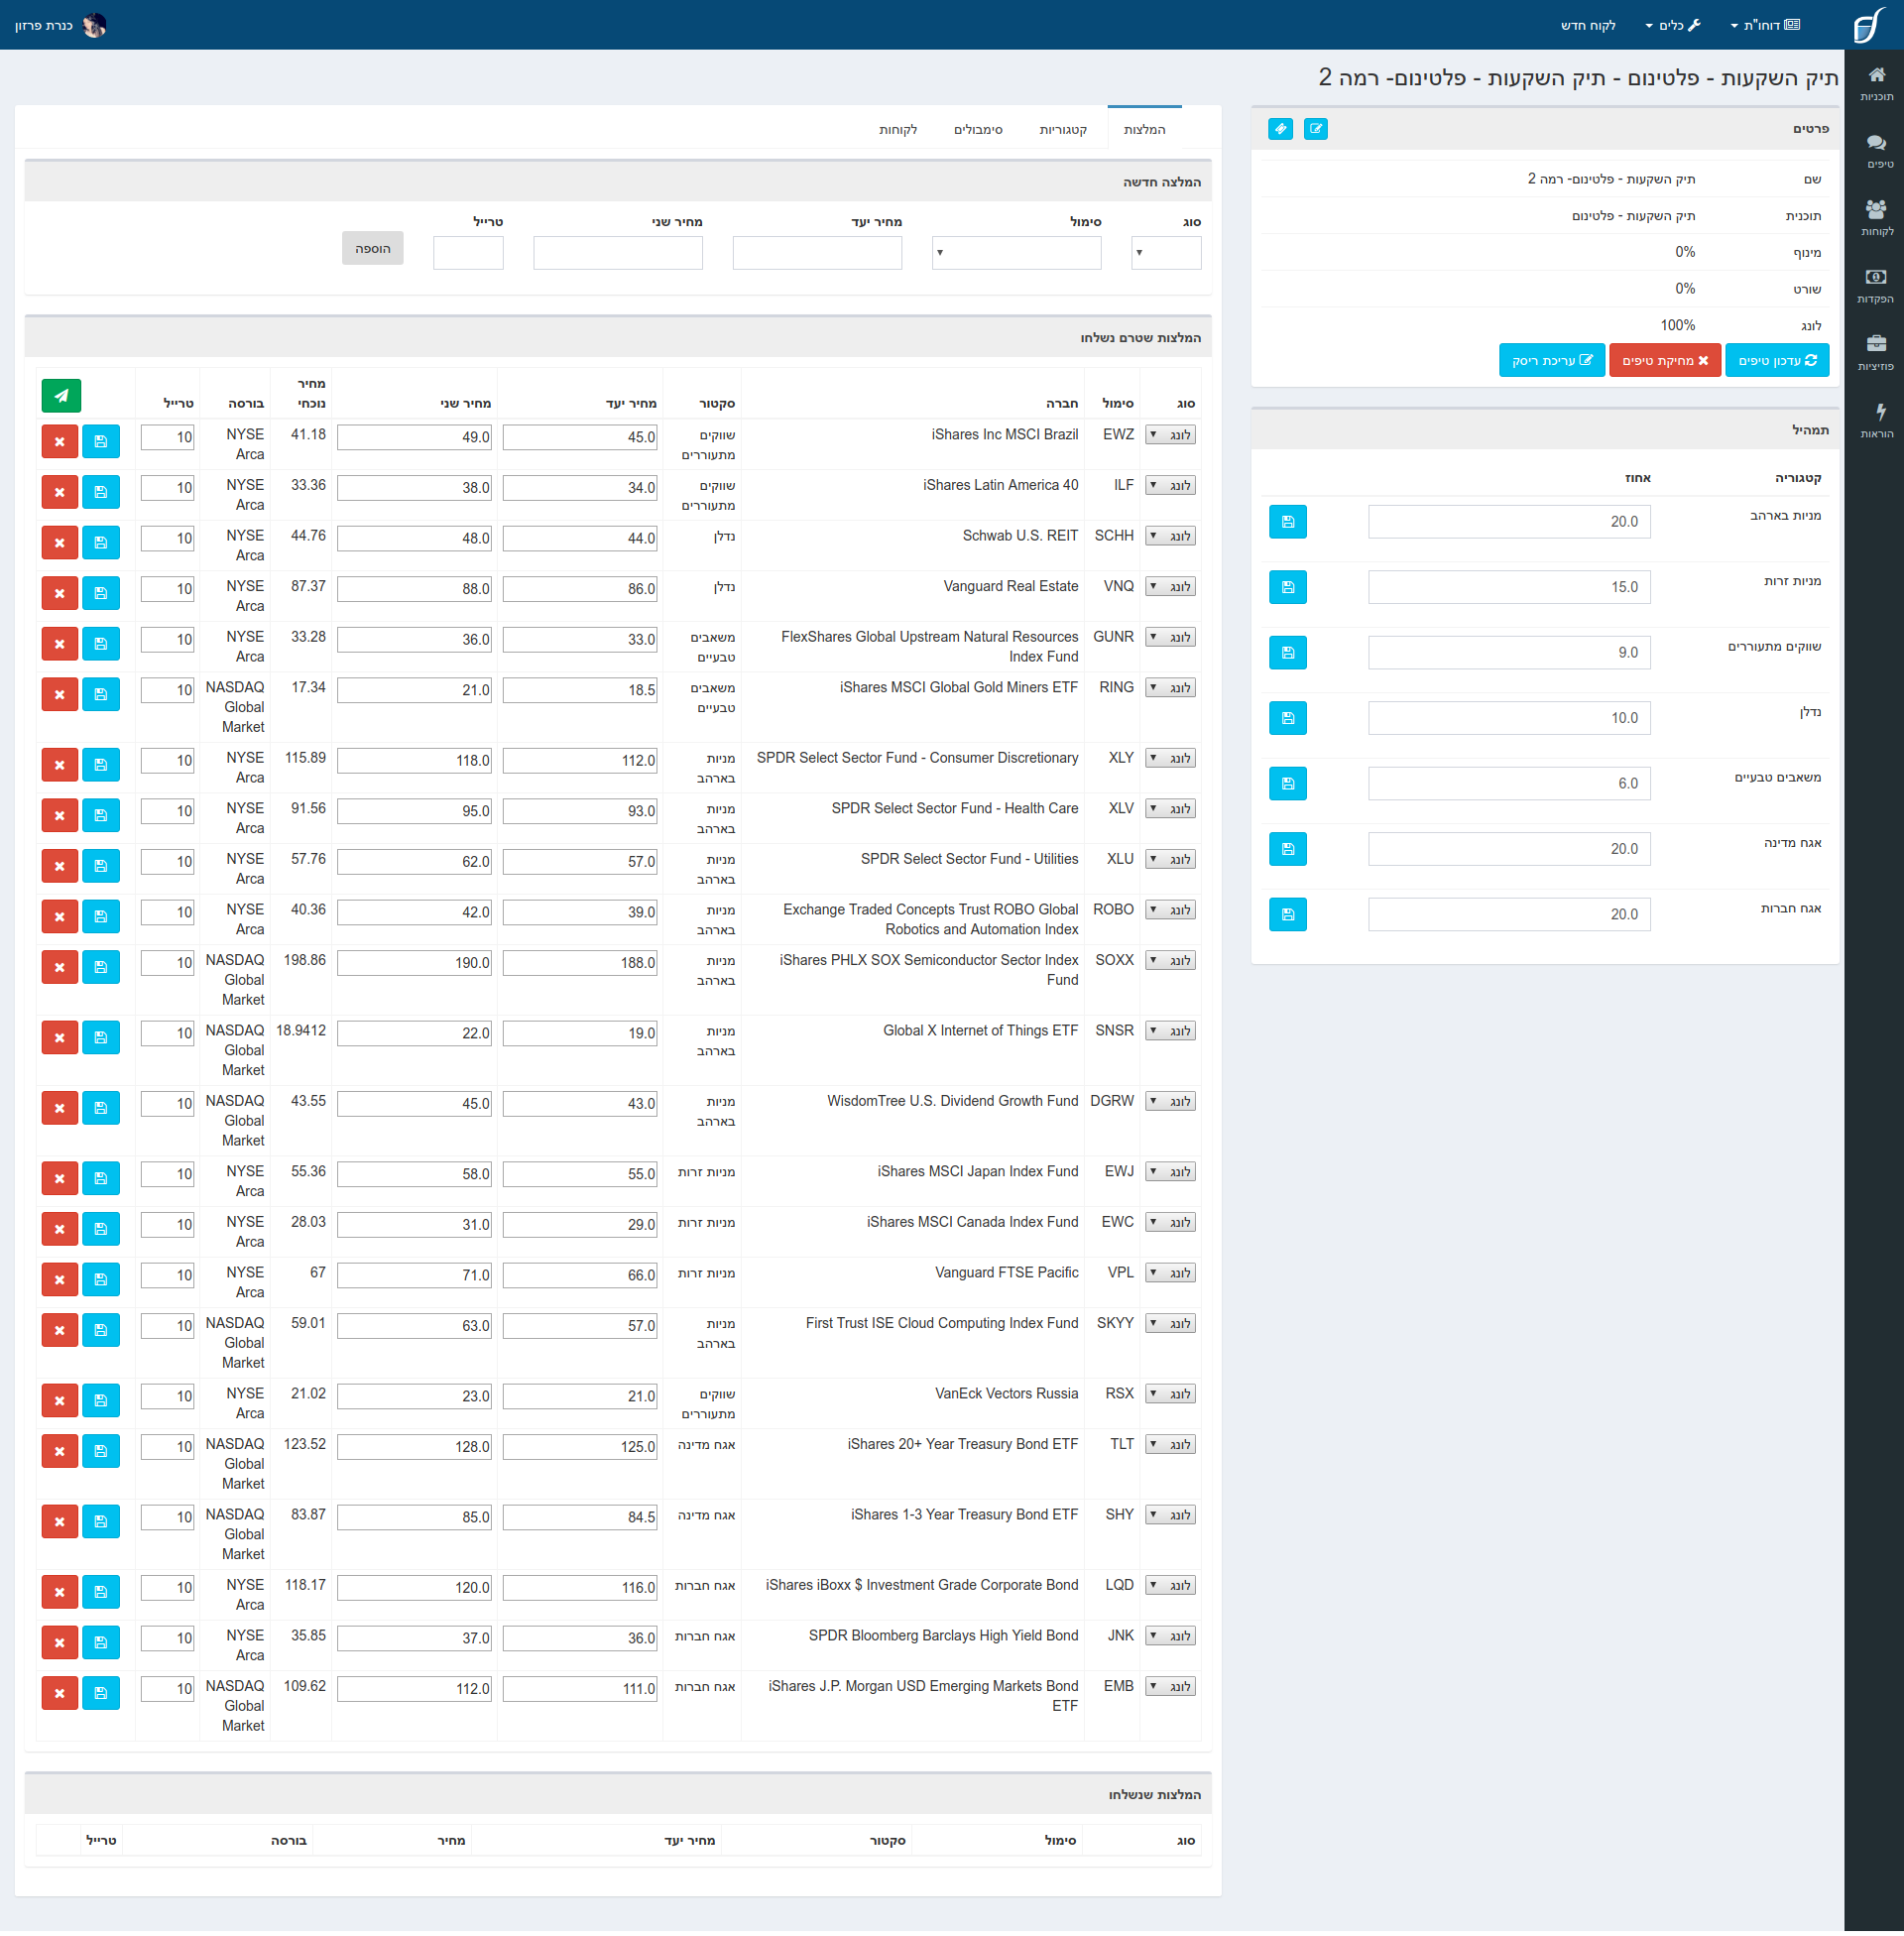 דוחו"ת
כלים
לקוח חדש
כנרת פרזון
תוכניות
טיפים
לקוחות
הפקדות
פוזיציות
הוראות
תיק השקעות - פלטינום - תיק השקעות - פלטינום- רמה 2
פרטים
שם תיק השקעות - פלטינום- רמה 2
תוכנית תיק השקעות - פלטינום
מינוף 0%
שורט 0%
לונג 100%
עדכון טיפים מחיקת טיפים עריכת ריסק
תמהיל
קטגוריה אחוז
מניות בארהב 20.0
מניות זרות 15.0
שווקים מתעוררים 9.0
נדלן 10.0
משאבים טבעיים 6.0
אגח מדינה 20.0
אגח חברות 20.0
המלצות קטגוריות סימבולים לקוחות
המלצה חדשה
סוג סימול מחיר יעד מחיר שני טרייל
הוספה
המלצות שטרם נשלחו
סוג סימול חברה סקטור מחיר יעד מחיר שני מחיר נוכחי בורסה טרייל
לונג EWZ iShares Inc MSCI Brazil שווקים מתעוררים 45.0 49.0 41.18 NYSE Arca 10
לונג ILF iShares Latin America 40 שווקים מתעוררים 34.0 38.0 33.36 NYSE Arca 10
לונג SCHH Schwab U.S. REIT נדלן 44.0 48.0 44.76 NYSE Arca 10
לונג VNQ Vanguard Real Estate נדלן 86.0 88.0 87.37 NYSE Arca 10
לונג GUNR FlexShares Global Upstream Natural Resources Index Fund משאבים טבעיים 33.0 36.0 33.28 NYSE Arca 10
לונג RING iShares MSCI Global Gold Miners ETF משאבים טבעיים 18.5 21.0 17.34 NASDAQ Global Market 10
לונג XLY SPDR Select Sector Fund - Consumer Discretionary מניות בארהב 112.0 118.0 115.89 NYSE Arca 10
לונג XLV SPDR Select Sector Fund - Health Care מניות בארהב 93.0 95.0 91.56 NYSE Arca 10
לונג XLU SPDR Select Sector Fund - Utilities מניות בארהב 57.0 62.0 57.76 NYSE Arca 10
לונג ROBO Exchange Traded Concepts Trust ROBO Global Robotics and Automation Index מניות בארהב 39.0 42.0 40.36 NYSE Arca 10
לונג SOXX iShares PHLX SOX Semiconductor Sector Index Fund מניות בארהב 188.0 190.0 198.86 NASDAQ Global Market 10
לונג SNSR Global X Internet of Things ETF מניות בארהב 19.0 22.0 18.9412 NASDAQ Global Market 10
לונג DGRW WisdomTree U.S. Dividend Growth Fund מניות בארהב 43.0 45.0 43.55 NASDAQ Global Market 10
לונג EWJ iShares MSCI Japan Index Fund מניות זרות 55.0 58.0 55.36 NYSE Arca 10
לונג EWC iShares MSCI Canada Index Fund מניות זרות 29.0 31.0 28.03 NYSE Arca 10
לונג VPL Vanguard FTSE Pacific מניות זרות 66.0 71.0 67 NYSE Arca 10
לונג SKYY First Trust ISE Cloud Computing Index Fund מניות בארהב 57.0 63.0 59.01 NASDAQ Global Market 10
לונג RSX VanEck Vectors Russia שווקים מתעוררים 21.0 23.0 21.02 NYSE Arca 10
לונג TLT iShares 20+ Year Treasury Bond ETF אגח מדינה 125.0 128.0 123.52 NASDAQ Global Market 10
לונג SHY iShares 1-3 Year Treasury Bond ETF אגח מדינה 84.5 85.0 83.87 NASDAQ Global Market 10
לונג LQD iShares iBoxx $ Investment Grade Corporate Bond אגח חברות 116.0 120.0 118.17 NYSE Arca 10
לונג JNK SPDR Bloomberg Barclays High Yield Bond אגח חברות 36.0 37.0 35.85 NYSE Arca 10
לונג EMB iShares J.P. Morgan USD Emerging Markets Bond ETF אגח חברות 111.0 112.0 109.62 NASDAQ Global Market 10
המלצות שנשלחו
סוג סימול סקטור מחיר יעד מחיר בורסה טרייל